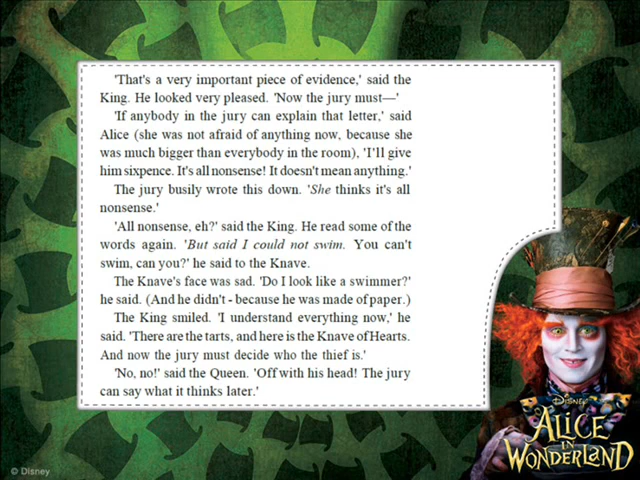 'That's a very important piece of evidence,' said the
King. He looked very pleased. 'Now the jury must—'
'If anybody in the jury can explain that letter,' said
Alice (she was not afraid of anything now, because she
was much bigger than everybody in the room), 'I'll give
him sixpence. It's all nonsense! It doesn't mean anything.'
The jury busily wrote this down. 'She thinks it's all
nonsense.'
'All nonsense, eh?' said the King. He read some of the
words again. 'But said I could not swim. You can't
swim, can you?' he said to the Knave.
The Knave's face was sad. 'Do I look like a swimmer?'
he said. (And he didn't - because he was made of paper.)
The King smiled. 'I understand everything now,' he
said. 'There are the tarts, and here is the Knave of Hearts.
And now the jury must decide who the thief is.'
'No, no!' said the Queen. 'Off with his head! The jury
can say what it thinks later.'
DISNEY
ALICE
IN
WONDERLAND
© Disney